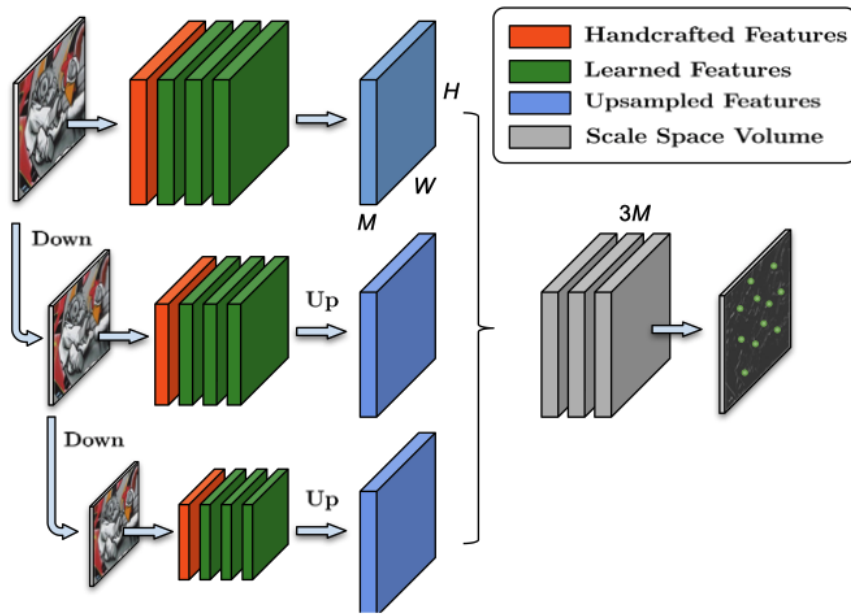 Handcrafted Features
Learned Features
Upsampled Features
Scale Space Volume
H
W
M
Down
Up
3M
Down
Up